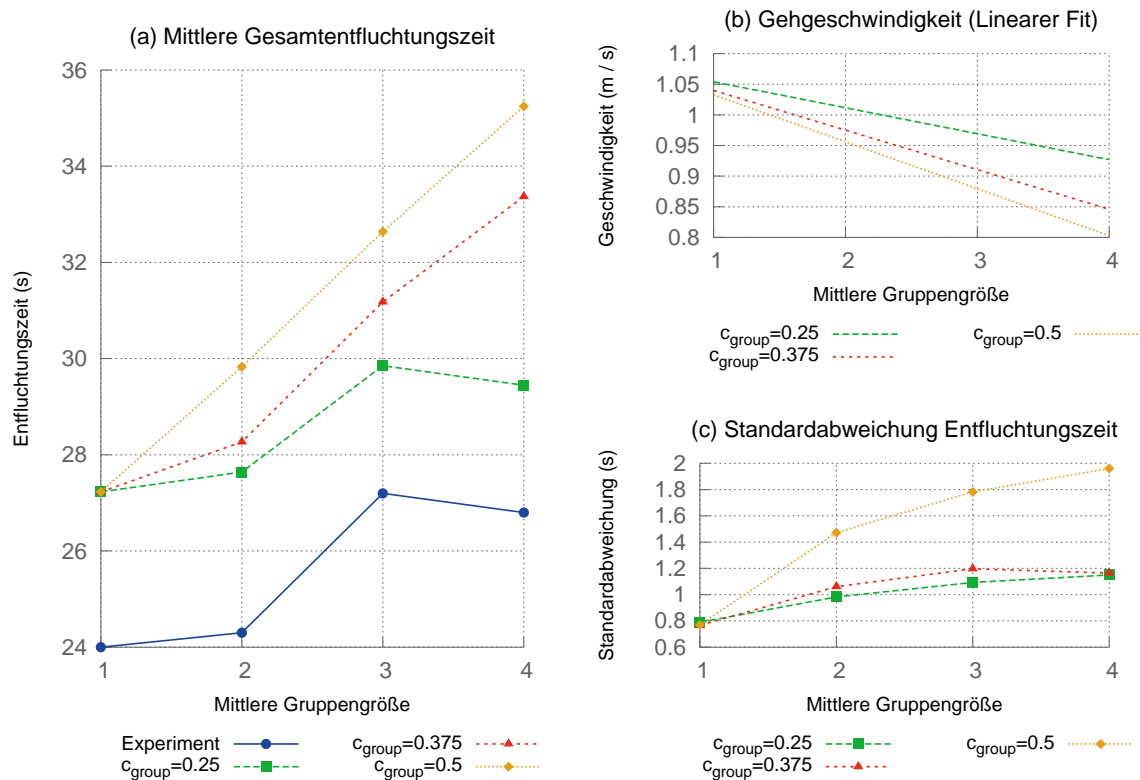 (a) Mittlere Gesamtentfluchtungszeit
Entfluchtungszeit (s)
36
34
32
30
28
26
24
1 2 3 4
Mittlere Gruppengröße
Experiment
c_group=0.25
c_group=0.375
c_group=0.5
(b) Gehgeschwindigkeit (Linearer Fit)
Geschwindigkeit (m / s)
1.1
1.05
1
0.95
0.9
0.85
0.8
1 2 3 4
Mittlere Gruppengröße
c_group=0.25
c_group=0.375
c_group=0.5
(c) Standardabweichung Entfluchtungszeit
Standardabweichung (s)
2
1.8
1.6
1.4
1.2
1
0.8
0.6
1 2 3 4
Mittlere Gruppengröße
c_group=0.25
c_group=0.375
c_group=0.5